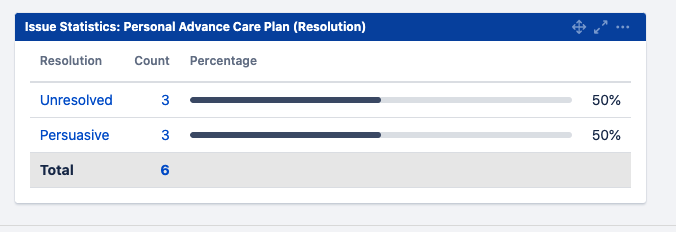 Issue Statistics: Personal Advance Care Plan (Resolution)
Resolution Count Percentage
Unresolved 3 50%
Persuasive 3 50%
Total 6